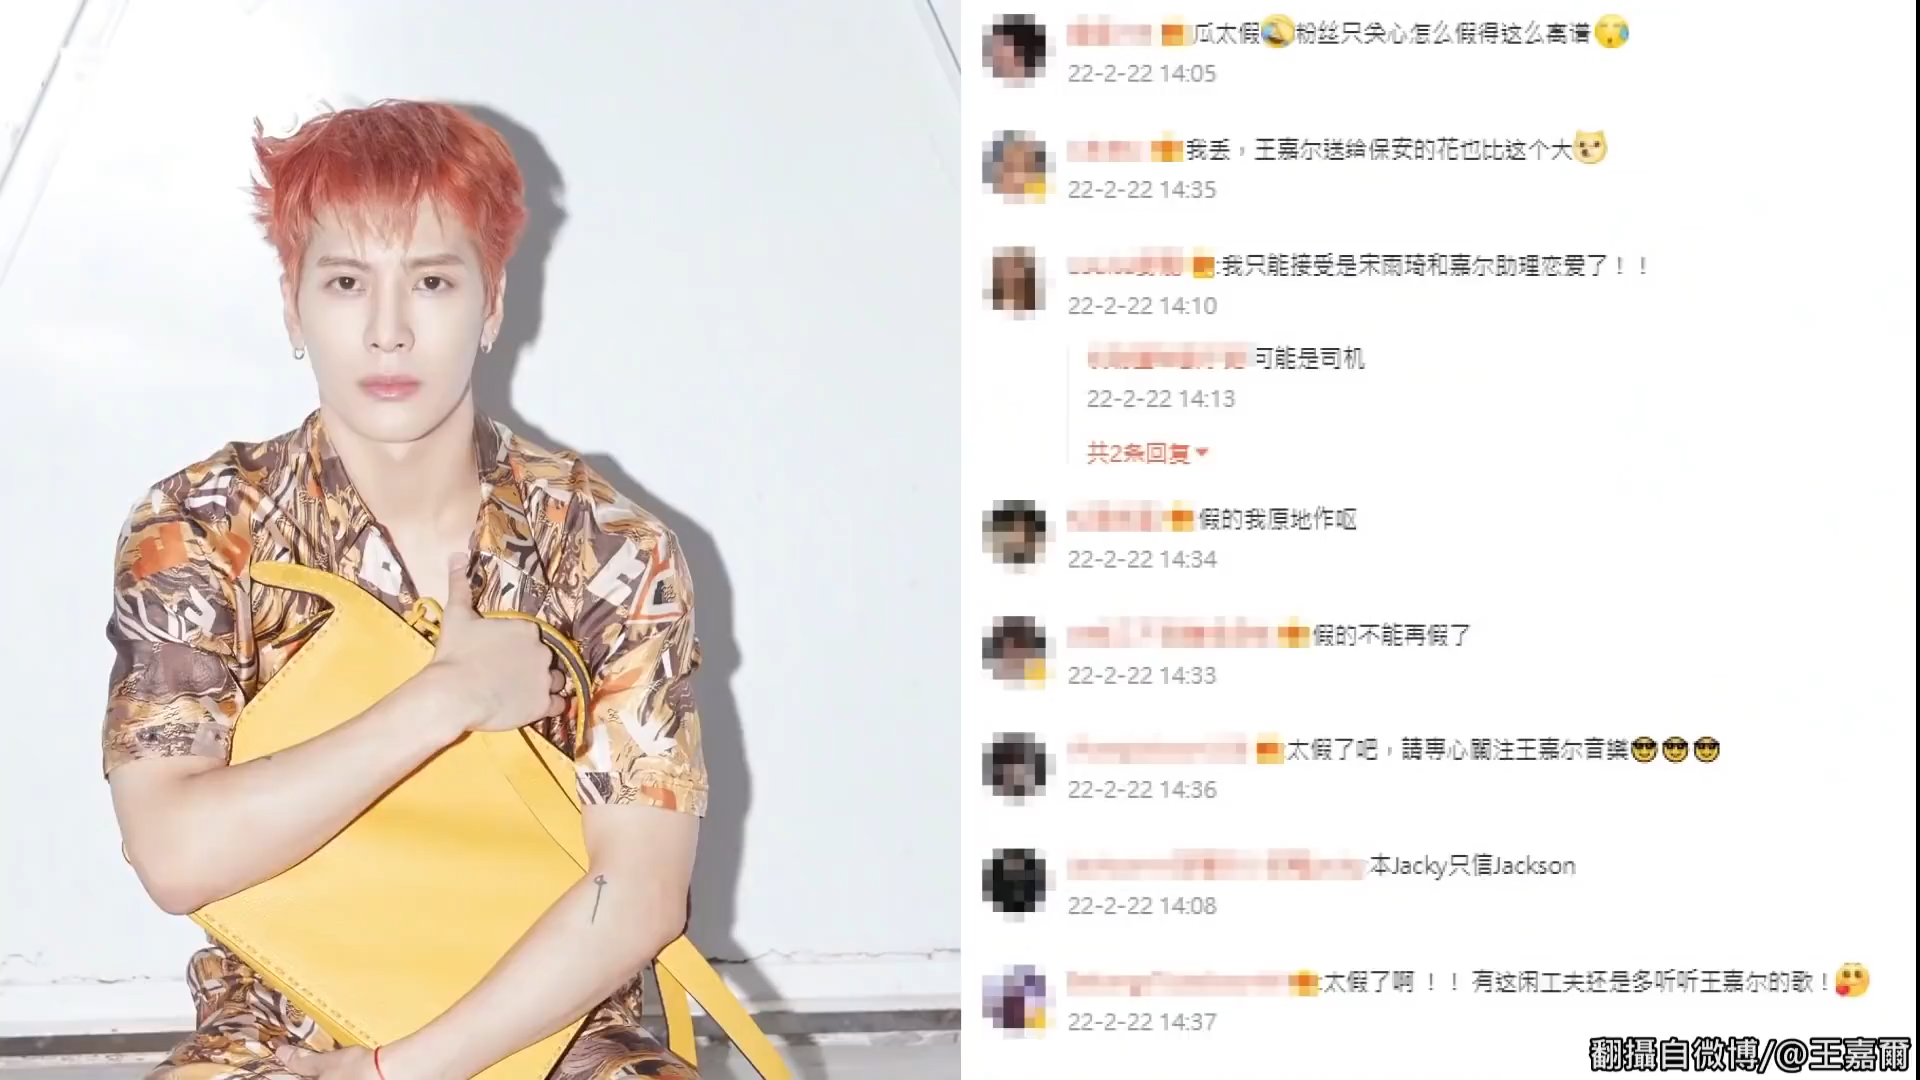 瓜太假粉丝只关心怎么假得这么离谱
22-2-22 14:05
我丢，王嘉尔送给保安的花也比这个大
22-2-22 14:35
:我只能接受是宋雨琦和嘉尔助理恋爱了！！
22-2-22 14:10
可能是司机
22-2-22 14:13
共2条回复
假的我原地作呕
22-2-22 14:34
假的不能再假了
22-2-22 14:33
太假了吧，請專心關注王嘉尔音樂
22-2-22 14:36
本Jacky只信Jackson
22-2-22 14:08
:太假了啊 ！！ 有这闲工夫还是多听听王嘉尔的歌！
22-2-22 14:37
翻攝自微博/@王嘉爾